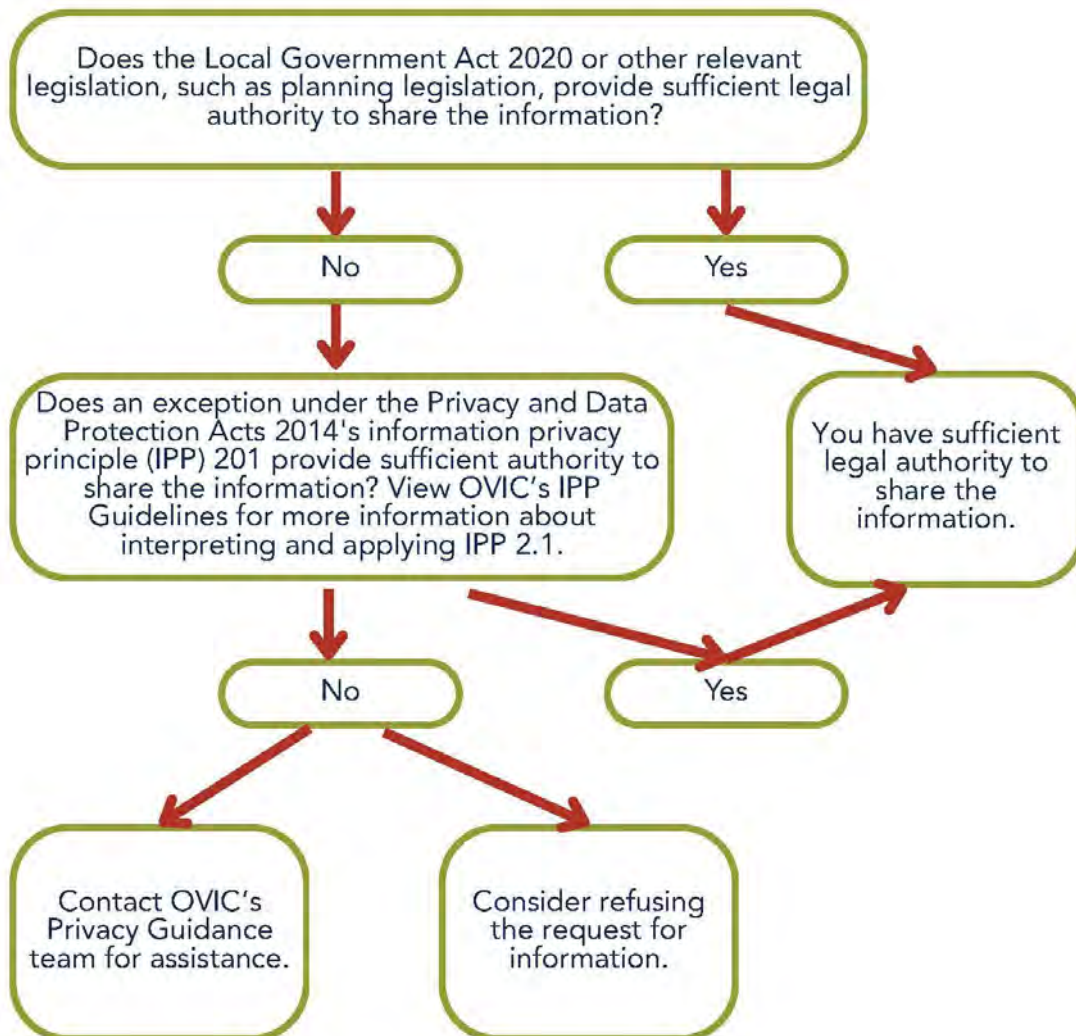 Does the Local Government Act 2020 or other relevant
legislation, such as planning legislation, provide sufficient legal
authority to share the information?
No
Yes
Does an exception under the Privacy and Data
Protection Acts 2014's information privacy
principle (IPP) 201 provide sufficient authority to
share the information? View OVIC's IPP
Guidelines for more information about
interpreting and applying IPP 2.1.
You have sufficient
legal authority to
share the
information.
No
Yes
Contact OVIC's
Privacy Guidance
team for assistance.
Consider refusing
the request for
information.